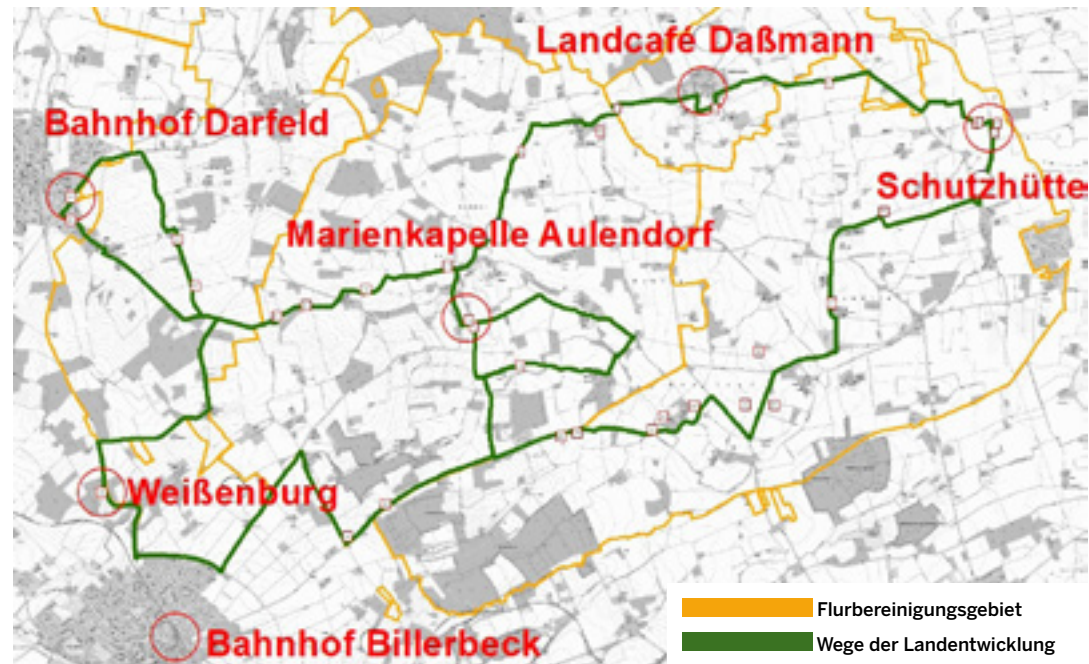 Landcafé Daßmann
Bahnhof Darfeld
Schutzhütte
Marienkapelle Aulendorf
Weißenburg
Bahnhof Billerbeck
Flurbereinigungsgebiet
Wege der Landentwicklung